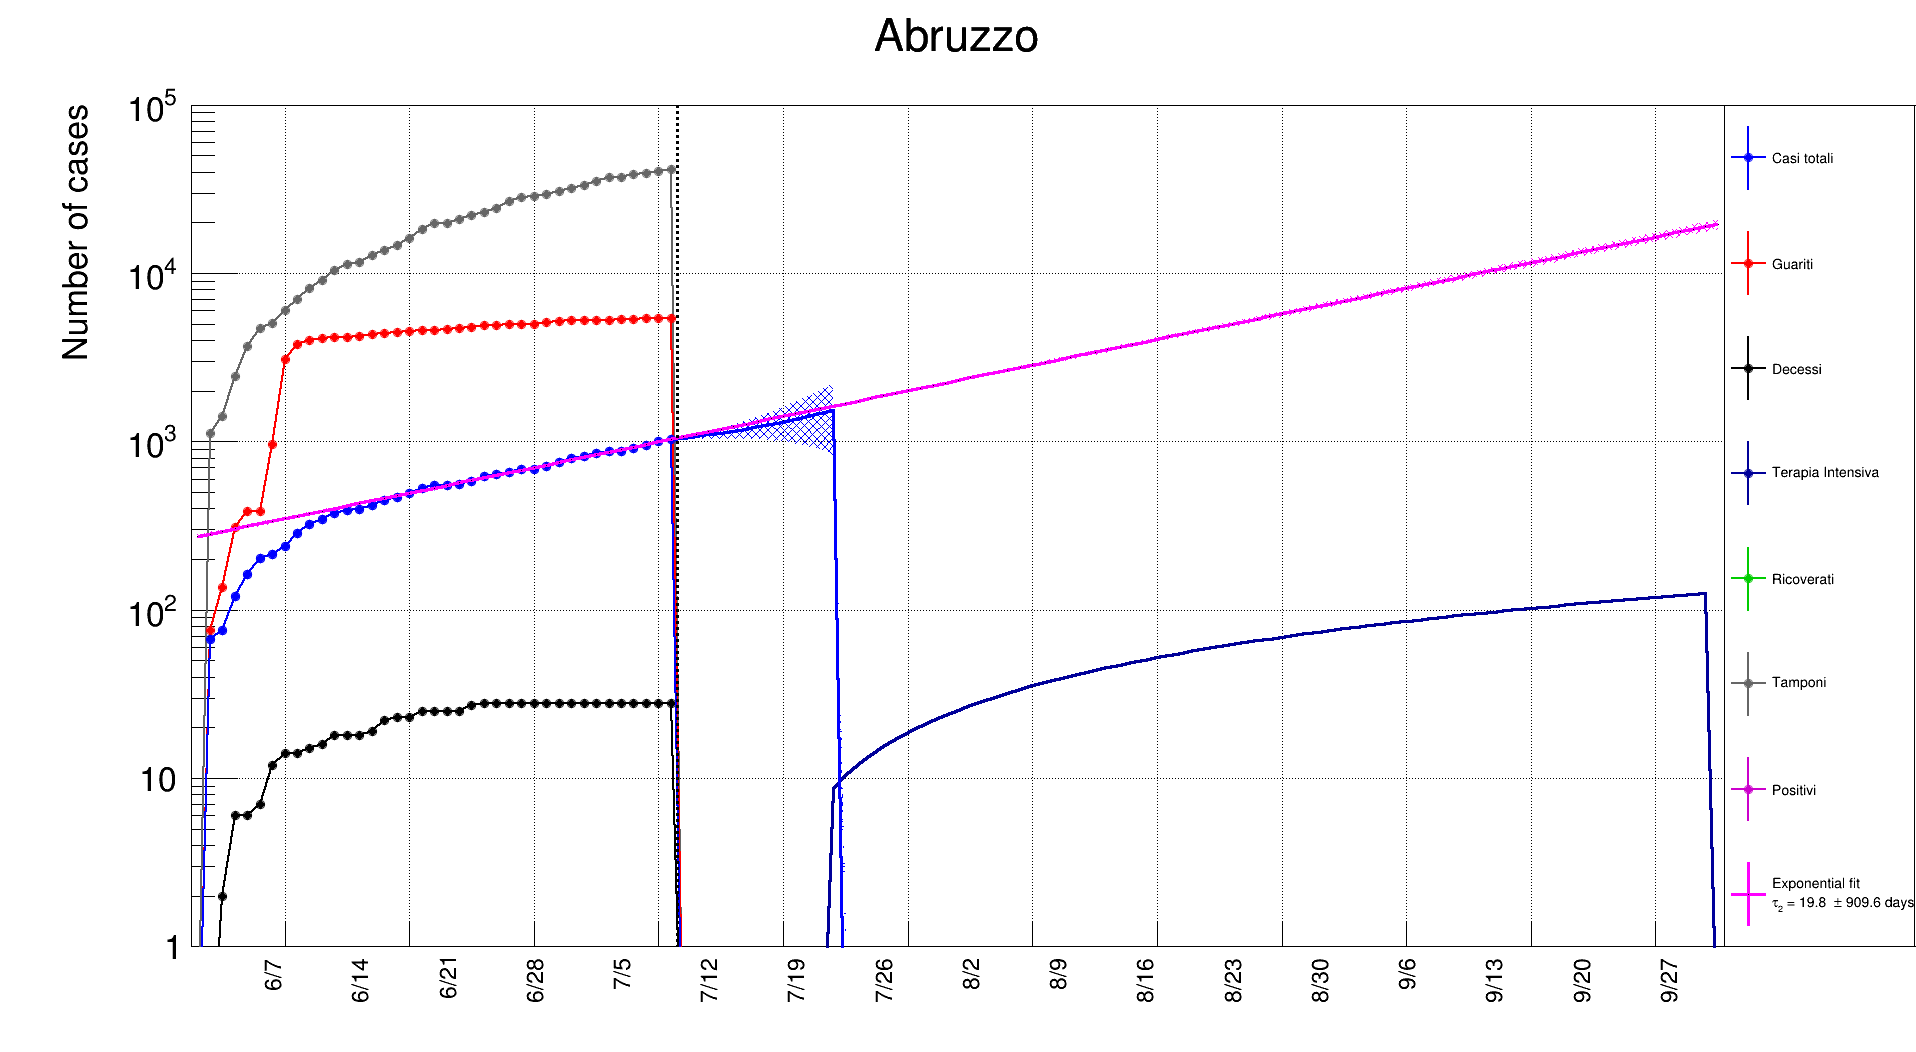 Abruzzo
Number of cases
10^5
10^4
10^3
10^2
10
1
6/7 6/14 6/21 6/28 7/5 7/12 7/19 7/26 8/2 8/9 8/16 8/23 8/30 9/6 9/13 9/20 9/27
Casi totali
Guariti
Decessi
Terapia Intensiva
Ricoverati
Tamponi
Positivi
Exponential fit
τ₂ = 19.8 ± 909.6 days